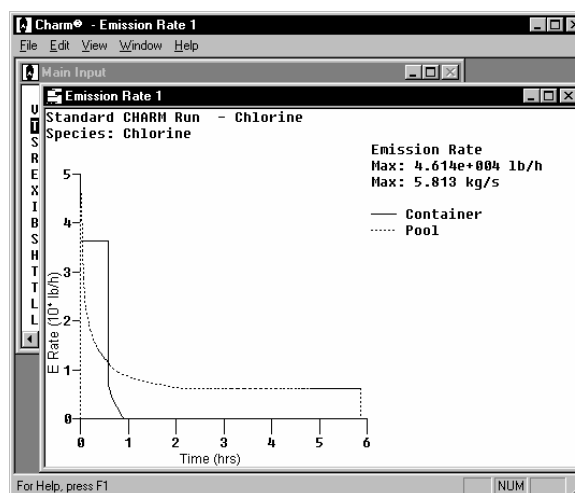 Charm® - Emission Rate 1
File Edit View Window Help
Main Input
Emission Rate 1
U
T
S
R
E
X
I
B
S
H
T
T
L
L
Standard CHARM Run - Chlorine
Species: Chlorine
Emission Rate
Max: 4.614e+004 lb/h
Max: 5.813 kg/s
Container
Pool
E Rate (10⁴ lb/h)
5
4
3
2
1
0
0 1 2 3 4 5 6
Time (hrs)
For Help, press F1
NUM